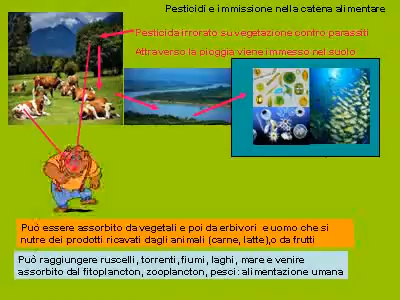 Pesticidi e immissione nella catena alimentare
Pesticida irrorato su vegetazione contro parassiti
Attraverso la pioggia viene immesso nel suolo
Può essere assorbito da vegetali e poi da erbivori e uomo che si
nutre dei prodotti ricavati dagli animali (carne, latte),o da frutti
Può raggiungere ruscelli, torrenti,fiumi, laghi, mare e venire
assorbito dal fitoplancton, zooplancton, pesci: alimentazione umana